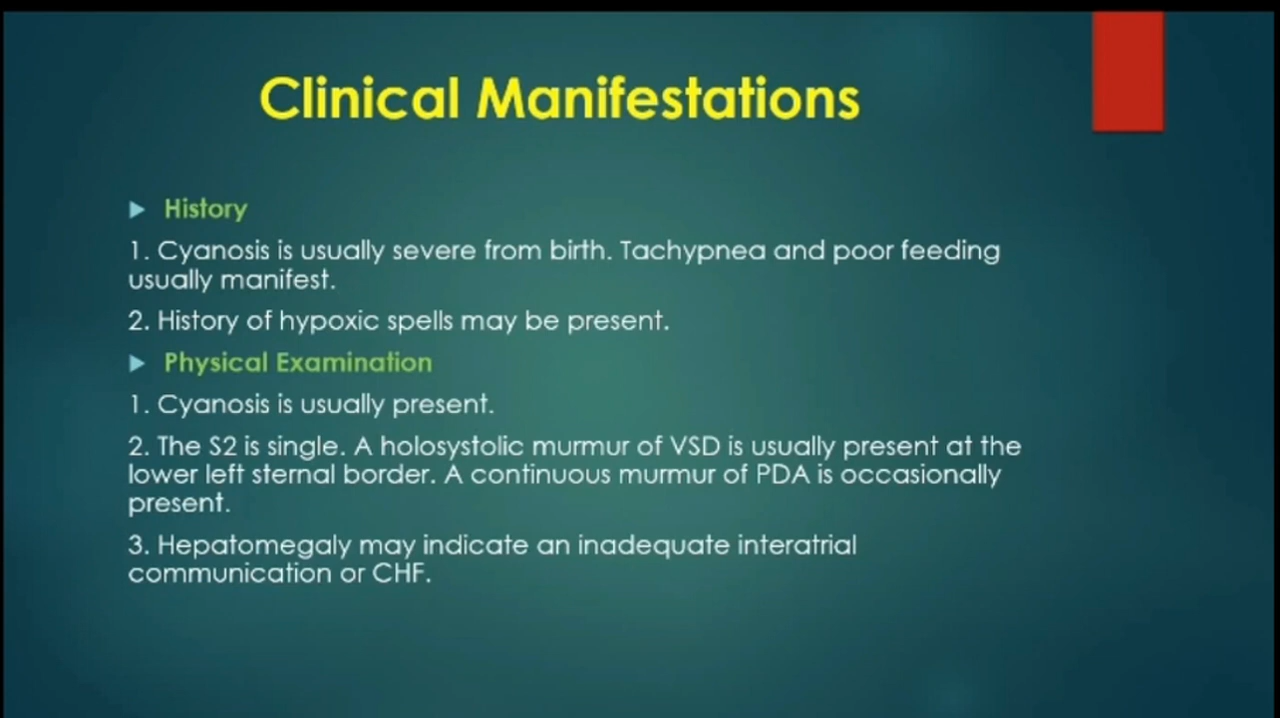 Clinical Manifestations
History
1. Cyanosis is usually severe from birth. Tachypnea and poor feeding
usually manifest.
2. History of hypoxic spells may be present.
Physical Examination
1. Cyanosis is usually present.
2. The S2 is single. A holosystolic murmur of VSD is usually present at the
lower left sternal border. A continuous murmur of PDA is occasionally
present.
3. Hepatomegaly may indicate an inadequate interatrial
communication or CHF.